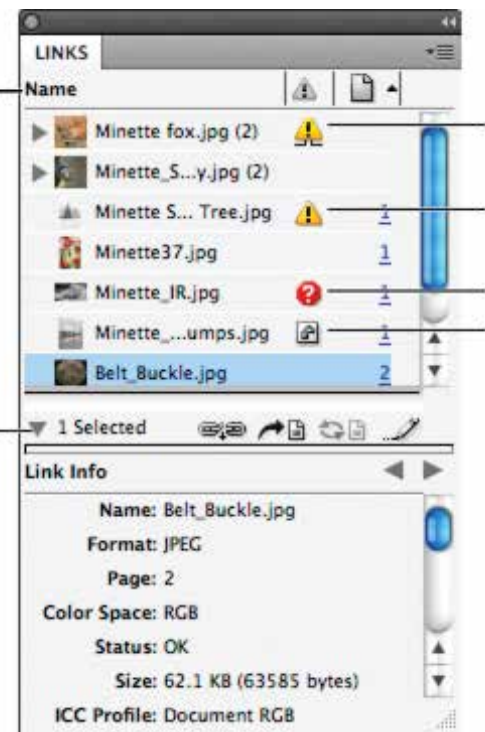 LINKS
Name
Minette fox.jpg (2)
Minette_S...y.jpg (2)
Minette S... Tree.jpg 1
Minette37.jpg 1
Minette_IR.jpg 1
Minette_...umps.jpg 1
Belt_Buckle.jpg 2
1 Selected
Link Info
Name: Belt_Buckle.jpg
Format: JPEG
Page: 2
Color Space: RGB
Status: OK
Size: 62.1 KB (63585 bytes)
ICC Profile: Document RGB